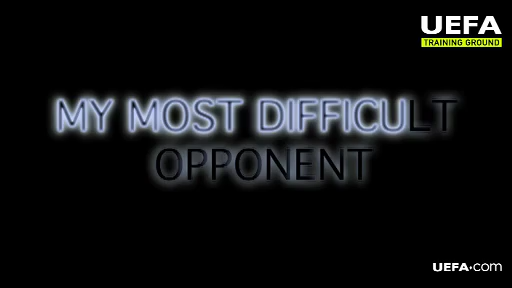 UEFA
TRAINING GROUND
MY MOST DIFFICULT
OPPONENT
UEFA.com